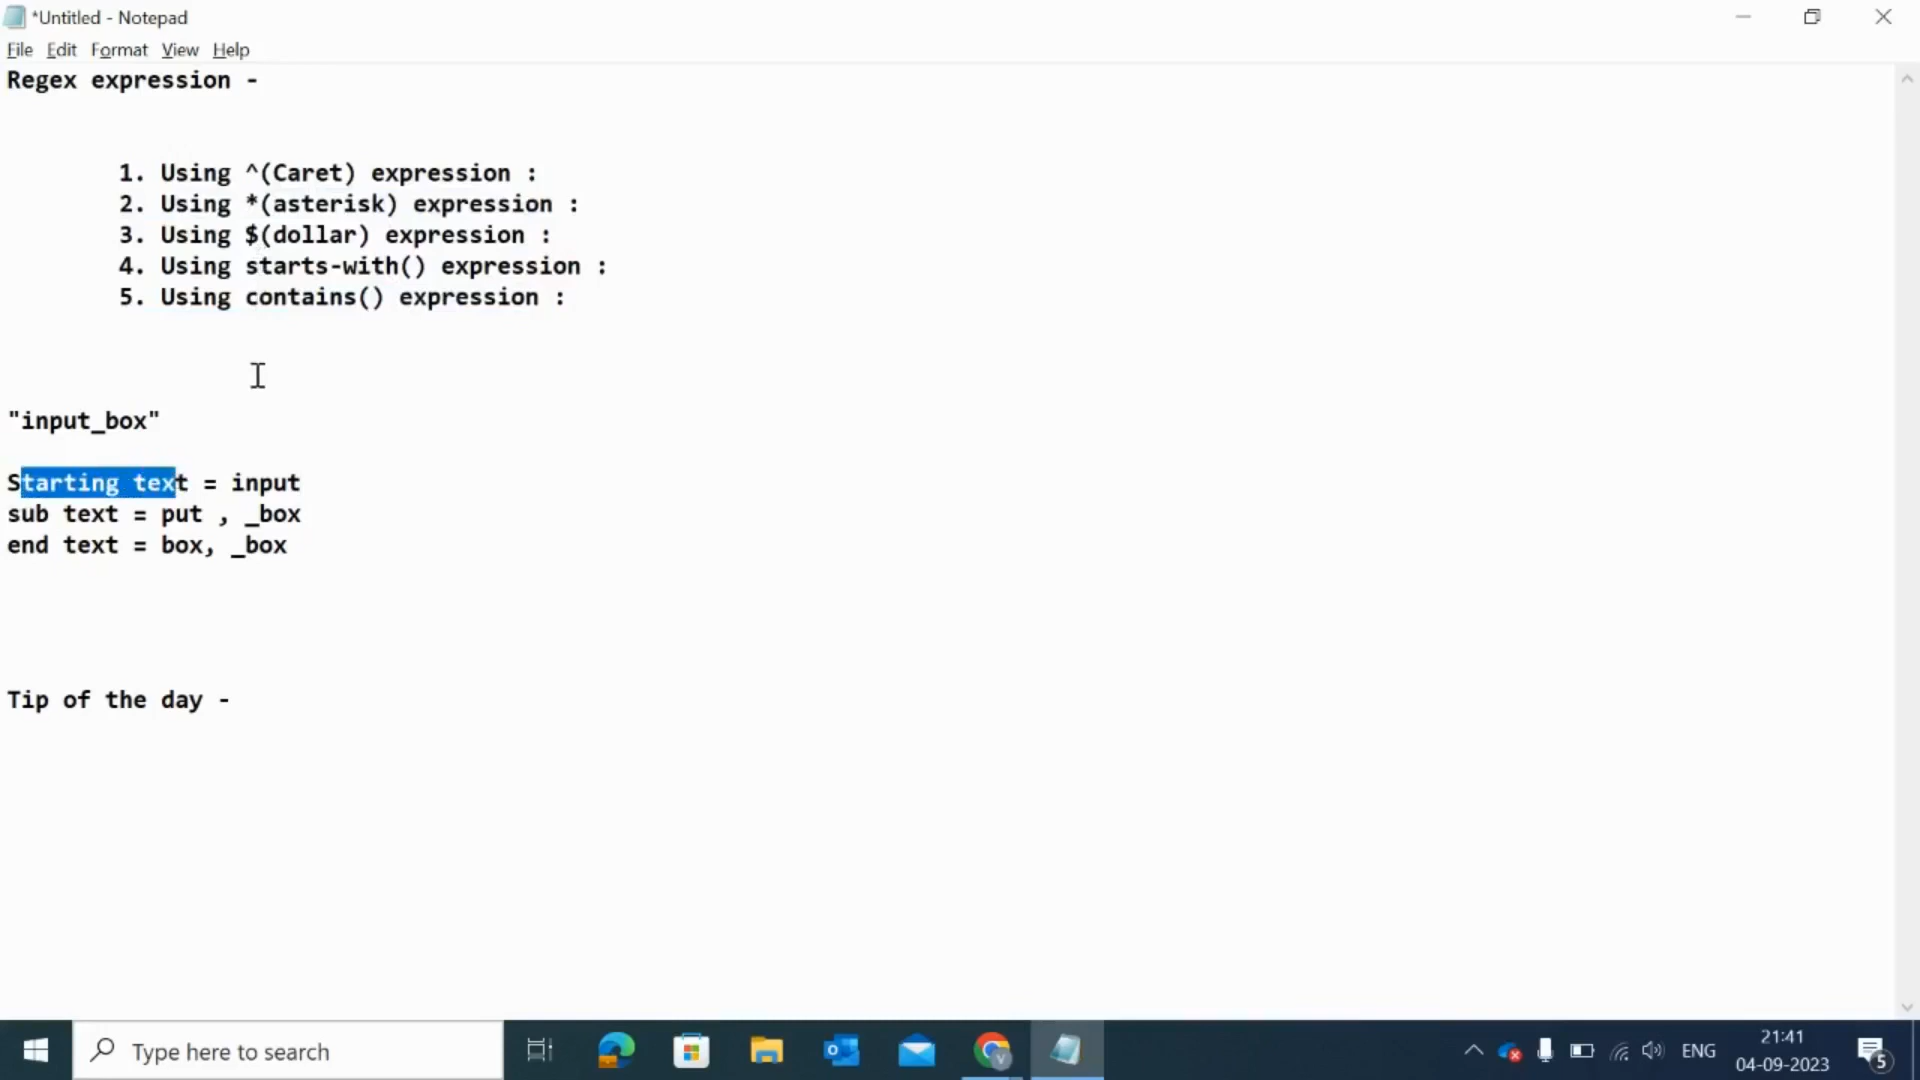 *Untitled - Notepad
File Edit Format View Help
Regex expression -
1. Using ^(Caret) expression :
2. Using *(asterisk) expression :
3. Using $(dollar) expression :
4. Using starts-with() expression :
5. Using contains() expression :
"input_box"
Starting text = input
sub text = put , _box
end text = box, _box
Tip of the day -
Type here to search
V
ENG
21:41
04-09-2023
5